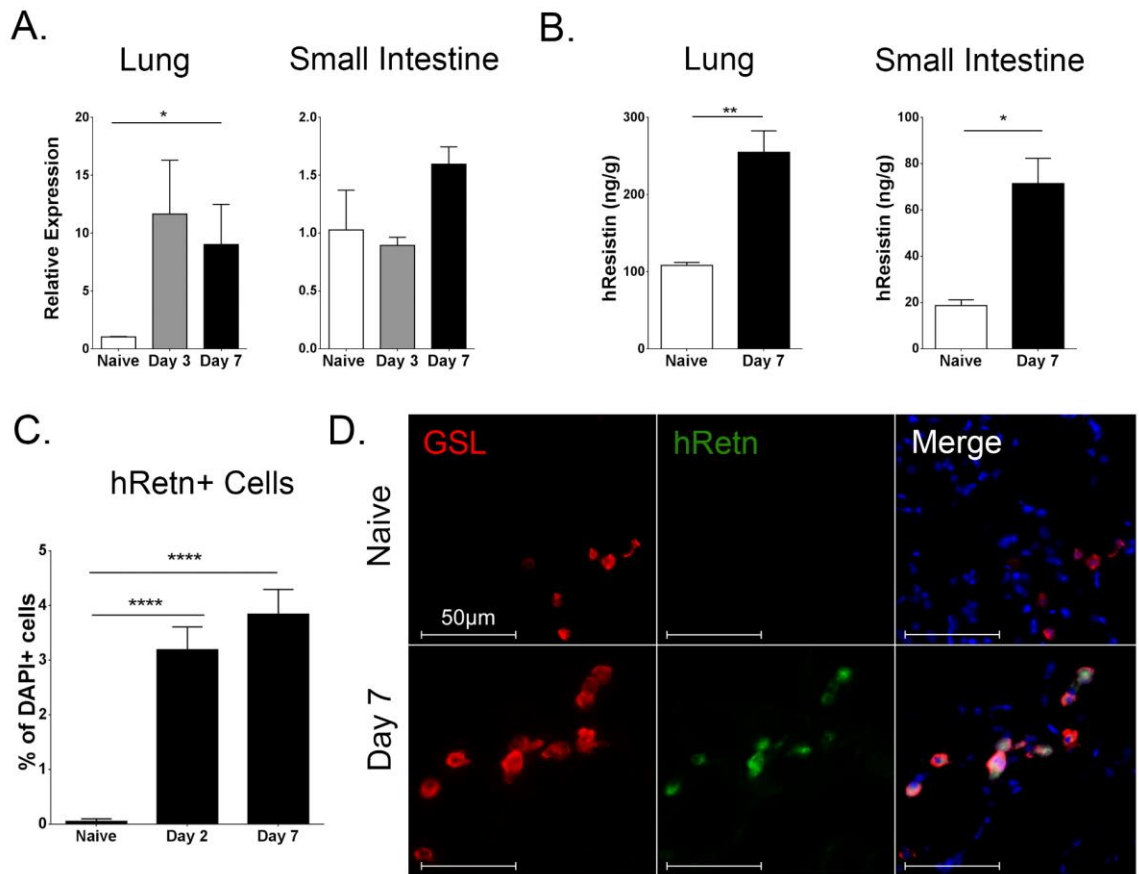 A.
Lung
Small Intestine
Relative Expression
20
15
10
5
0
*
Naive Day 3 Day 7
2.0
1.5
1.0
0.5
0.0
Naive Day 3 Day 7
B.
Lung
Small Intestine
hResistin (ng/g)
300
200
100
0
**
Naive Day 7
hResistin (ng/g)
100
80
60
40
20
0
*
Naive Day 7
C.
hRetn+ Cells
% of DAPI+ cells
5
4
3
2
1
0
****
****
Naive Day 2 Day 7
D.
GSL hRetn Merge
Naive
50µm
Day 7